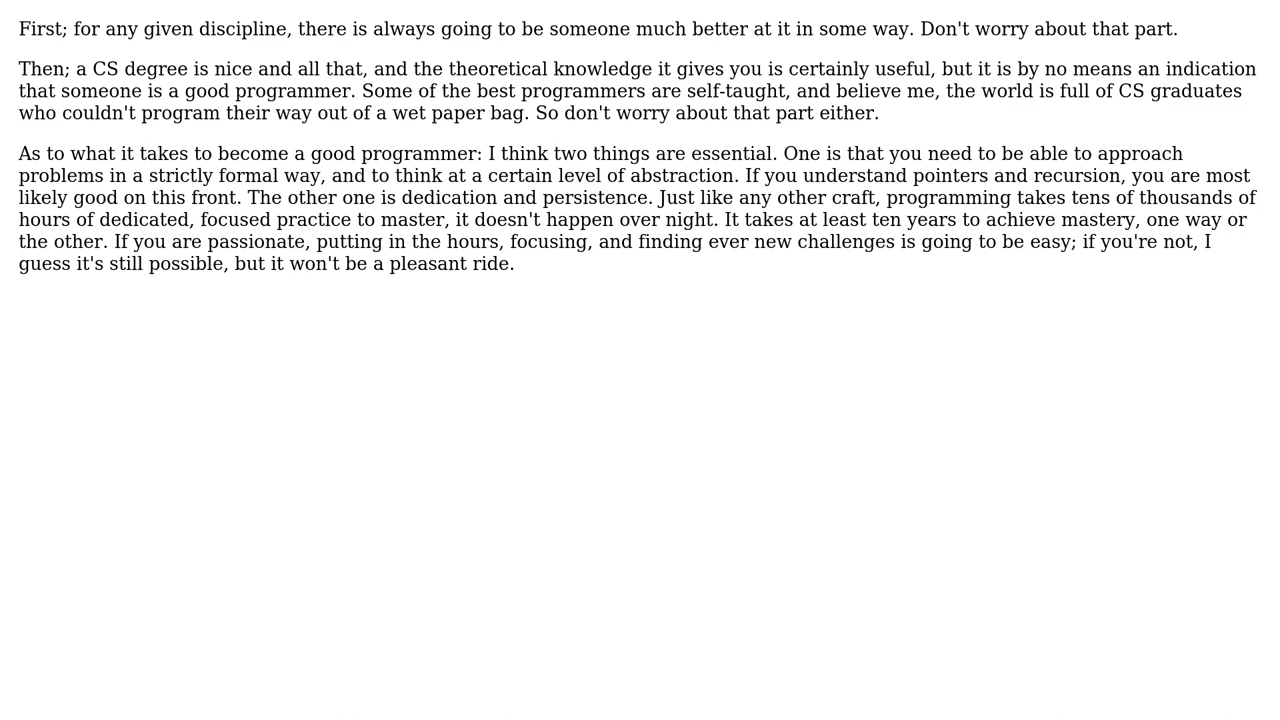 First; for any given discipline, there is always going to be someone much better at it in some way. Don't worry about that part.
Then; a CS degree is nice and all that, and the theoretical knowledge it gives you is certainly useful, but it is by no means an indication
that someone is a good programmer. Some of the best programmers are self-taught, and believe me, the world is full of CS graduates
who couldn't program their way out of a wet paper bag. So don't worry about that part either.
As to what it takes to become a good programmer: I think two things are essential. One is that you need to be able to approach
problems in a strictly formal way, and to think at a certain level of abstraction. If you understand pointers and recursion, you are most
likely good on this front. The other one is dedication and persistence. Just like any other craft, programming takes tens of thousands of
hours of dedicated, focused practice to master, it doesn't happen over night. It takes at least ten years to achieve mastery, one way or
the other. If you are passionate, putting in the hours, focusing, and finding ever new challenges is going to be easy; if you're not, I
guess it's still possible, but it won't be a pleasant ride.